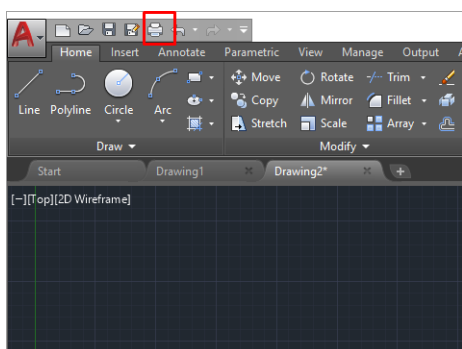 A
Home Insert Annotate Parametric View Manage Output A
Line Polyline Circle Arc
Move Rotate Trim
Copy Mirror Fillet
Stretch Scale Array
Draw Modify
Start Drawing1 Drawing2* +
[−][Top][2D Wireframe]